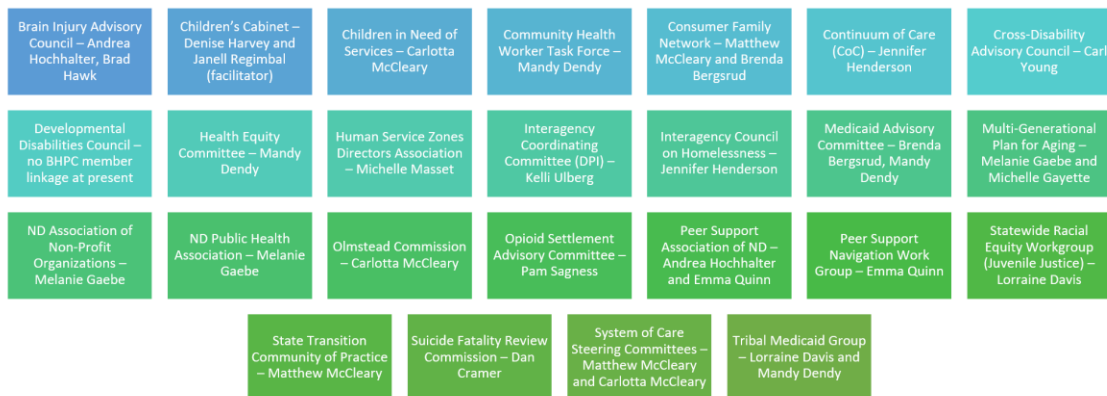 Brain Injury Advisory
Council – Andrea
Hochhalter, Brad
Hawk
Children's Cabinet –
Denise Harvey and
Janell Regimbal
(facilitator)
Children in Need of
Services – Carlotta
McCleary
Community Health
Worker Task Force –
Mandy Dendy
Consumer Family
Network – Matthew
McCleary and Brenda
Bergsrud
Continuum of Care
(CoC) – Jennifer
Henderson
Cross-Disability
Advisory Council – Carl
Young
Developmental
Disabilities Council –
no BHPC member
linkage at present
Health Equity
Committee – Mandy
Dendy
Human Service Zones
Directors Association
– Michelle Masset
Interagency
Coordinating
Committee (DPI) –
Kelli Ulberg
Interagency Council
on Homelessness –
Jennifer Henderson
Medicaid Advisory
Committee – Brenda
Bergsrud, Mandy
Dendy
Multi-Generational
Plan for Aging –
Melanie Gaebe and
Michelle Gayette
ND Association of
Non-Profit
Organizations –
Melanie Gaebe
ND Public Health
Association – Melanie
Gaebe
Olmstead Commission
– Carlotta McCleary
Opioid Settlement
Advisory Committee –
Pam Sagness
Peer Support
Association of ND –
Andrea Hochhalter
and Emma Quinn
Peer Support
Navigation Work
Group – Emma Quinn
Statewide Racial
Equity Workgroup
(Juvenile Justice) –
Lorraine Davis
State Transition
Community of Practice
– Matthew McCleary
Suicide Fatality Review
Commission – Dan
Cramer
System of Care
Steering Committees –
Matthew McCleary
and Carlotta McCleary
Tribal Medicaid Group
– Lorraine Davis and
Mandy Dendy